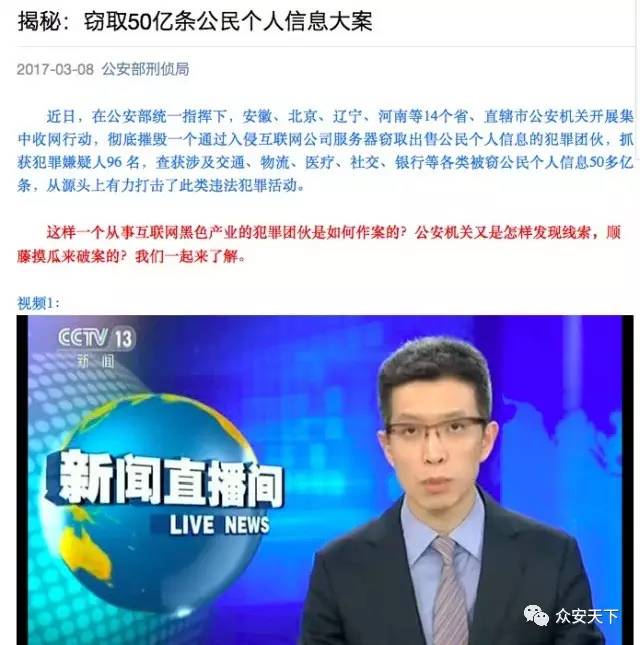 揭秘：窃取50亿条公民个人信息大案
2017-03-08 公安部刑侦局
近日，在公安部统一指挥下，安徽、北京、辽宁、河南等14个省、直辖市公安机关开展集
中收网行动，彻底摧毁一个通过入侵互联网公司服务器窃取出售公民个人信息的犯罪团伙，抓
获犯罪嫌疑人96 名，查获涉及交通、物流、医疗、社交、银行等各类被窃公民个人信息50多亿
条，从源头上有力打击了此类违法犯罪活动。
这样一个从事互联网黑色产业的犯罪团伙是如何作案的？公安机关又是怎样发现线索，顺
藤摸瓜来破案的？我们一起来了解。
视频1：
CCTV 13
新闻
新闻直播间
LIVE NEWS
众安天下